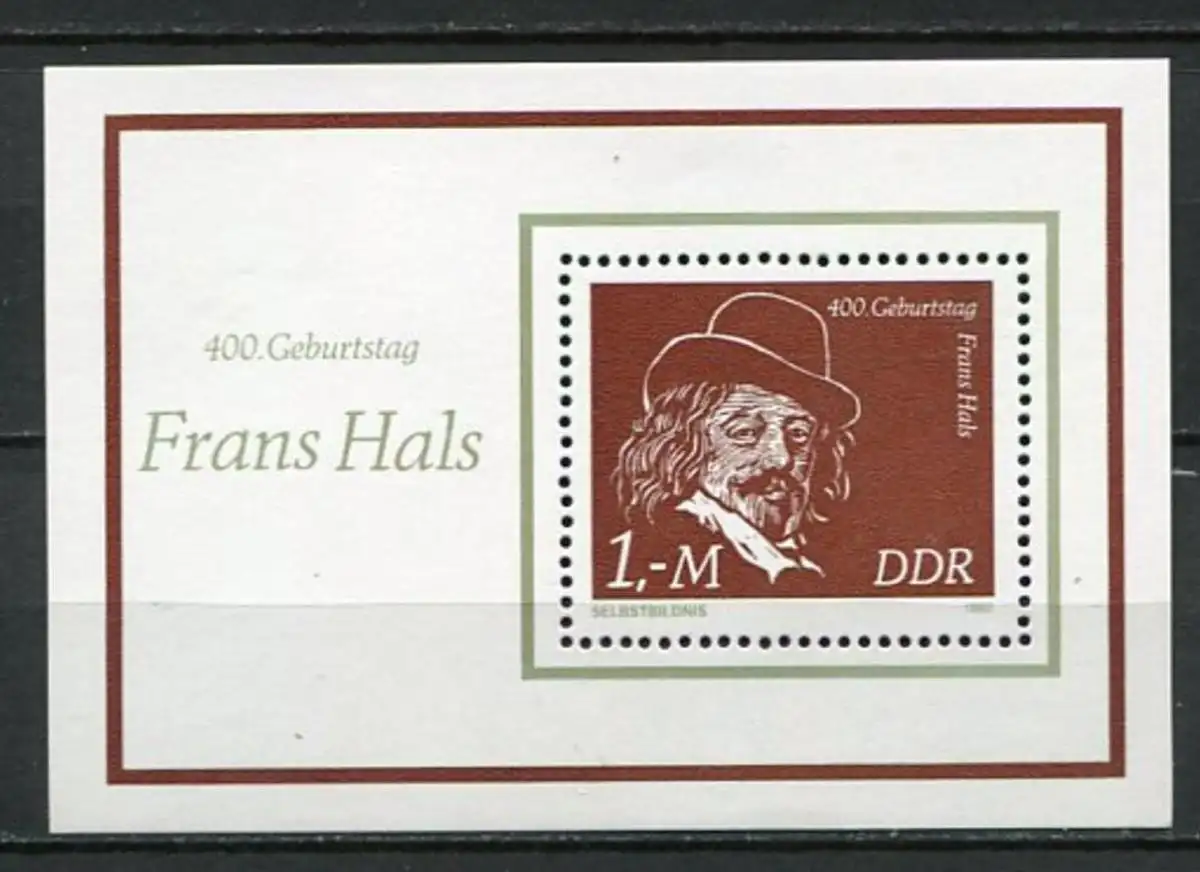 400. Geburtstag
Frans Hals
400. Geburtstag
Frans Hals
1,-M
DDR
SELBSTBILDNIS